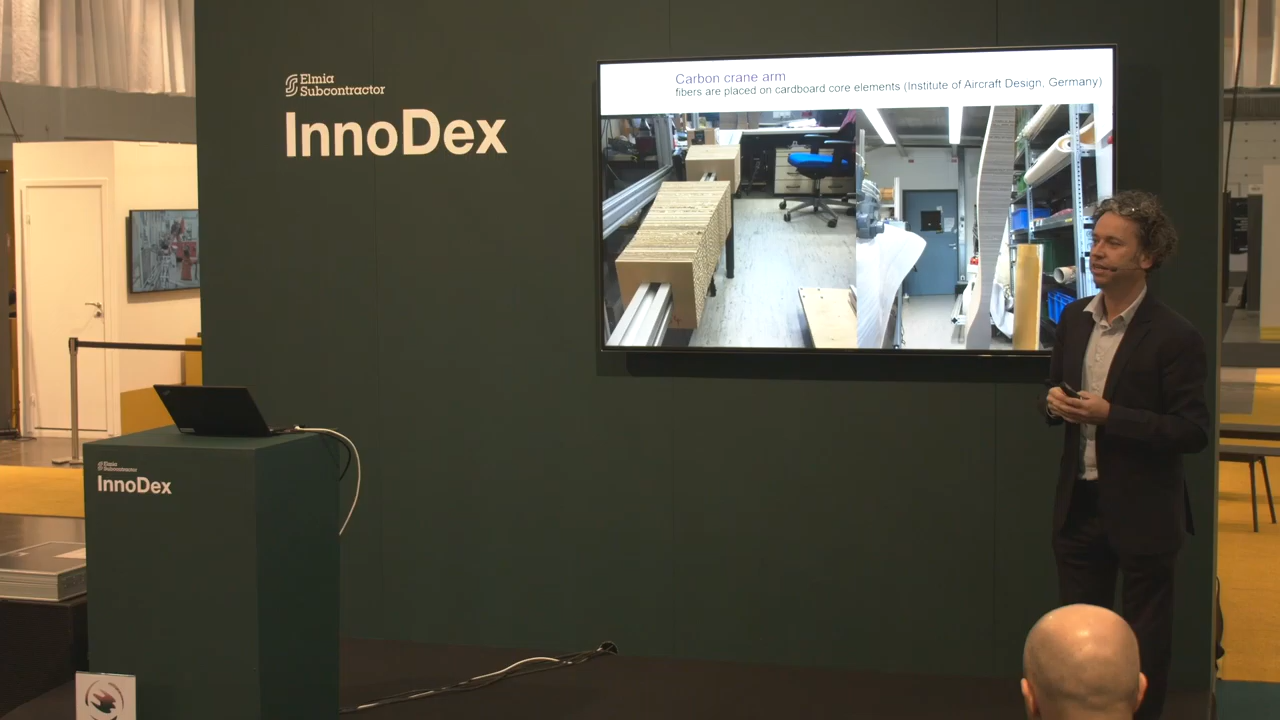 Elmia
Subcontractor
InnoDex
Carbon crane arm
fibers are placed on cardboard core elements (Institute of Aircraft Design, Germany)
Elmia
Subcontractor
InnoDex